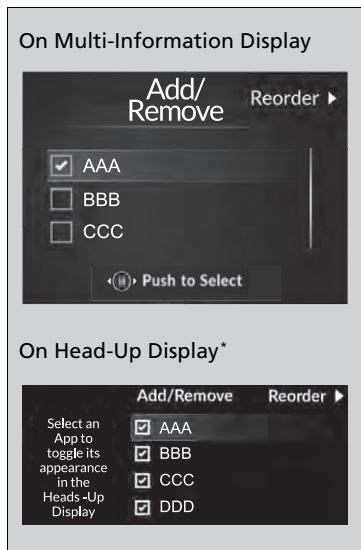 On Multi-Information Display
Add/
Remove
Reorder ▶
AAA
BBB
CCC
Push to Select
On Head-Up Display*
Add/Remove Reorder ▶
Select an
App to
toggle its
appearance
in the
Heads-Up
Display
AAA
BBB
CCC
DDD